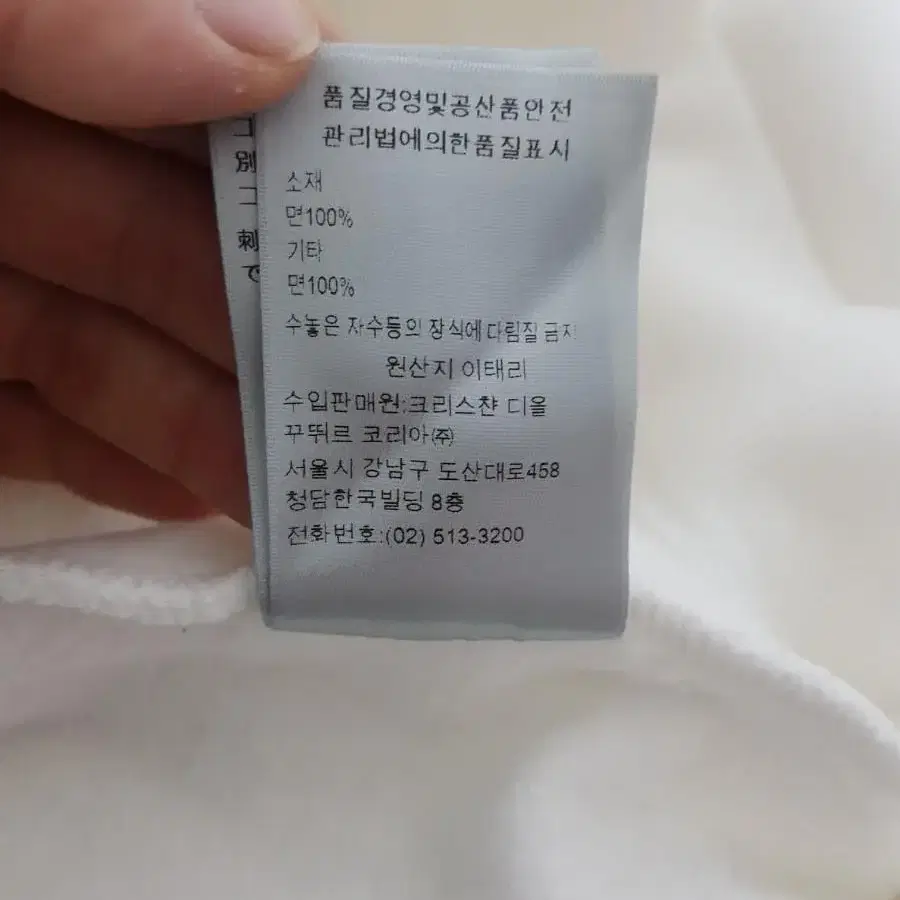 품질경영및공산품안전
관리법에의한품질표시
소재
면100%
기타
면100%
수놓은 자수등의 장식에 다림질 금지
원산지 이태리
수입판매원:크리스챤 디올
꾸뛰르 코리아㈜
서울시 강남구 도산대로458
청담한국빌딩 8층
전화번호:(02) 513-3200
別
刺
で